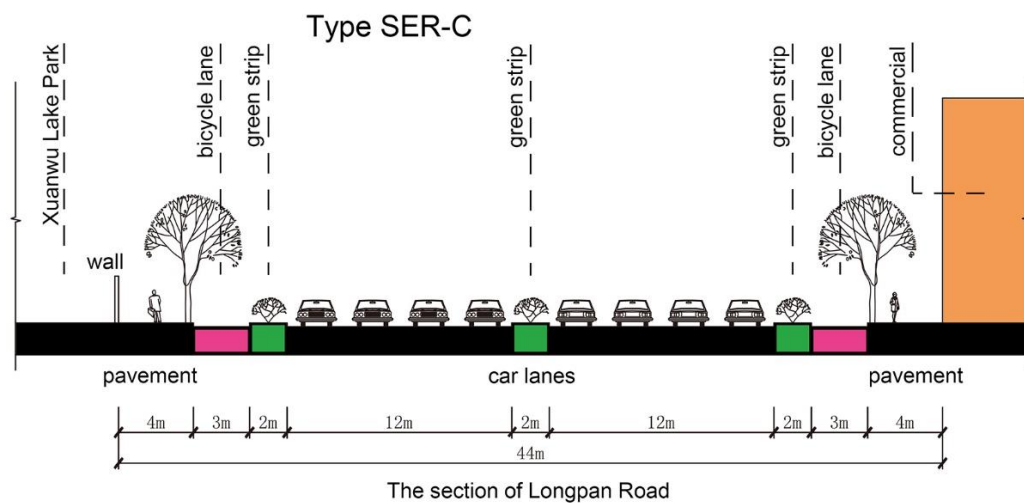 Type SER-C
Xuanwu Lake Park
bicycle lane
green strip
green strip
green strip
bicycle lane
commercial
wall
pavement
car lanes
pavement
4m 3m 2m 12m 2m 12m 2m 3m 4m
44m
The section of Longpan Road